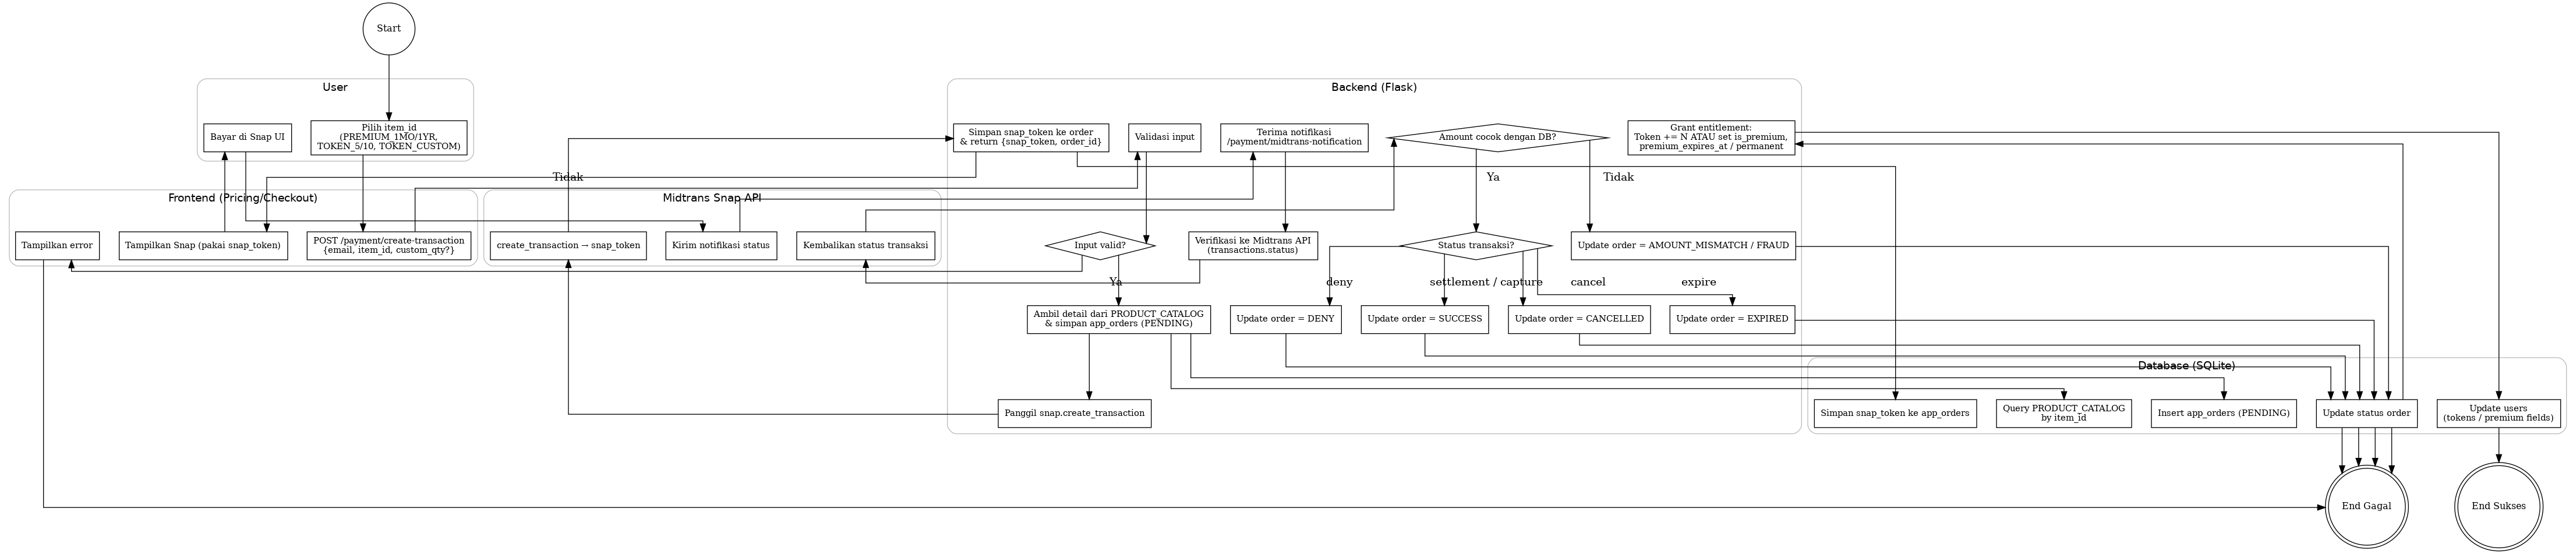 Start
User
Bayar di Snap UI
Pilih item_id
(PREMIUM_1MO/1YR,
TOKEN_5/10, TOKEN_CUSTOM)
Backend (Flask)
Simpan snap_token ke order
& return {snap_token, order_id}
Validasi input
Terima notifikasi
/payment/midtrans-notification
Amount cocok dengan DB?
Grant entitlement:
Token += N ATAU set is_premium,
premium_expires_at / permanent
Tidak
Ya
Tidak
Frontend (Pricing/Checkout)
Tampilkan error
Tampilkan Snap (pakai snap_token)
POST /payment/create-transaction
{email, item_id, custom_qty?}
Midtrans Snap API
create_transaction → snap_token
Kirim notifikasi status
Kembalikan status transaksi
Input valid?
Verifikasi ke Midtrans API
(transactions.status)
Status transaksi?
Update order = AMOUNT_MISMATCH / FRAUD
Ya
deny
settlement / capture
cancel
expire
Ambil detail dari PRODUCT_CATALOG
& simpan app_orders (PENDING)
Update order = DENY
Update order = SUCCESS
Update order = CANCELLED
Update order = EXPIRED
Database (SQLite)
Panggil snap.create_transaction
Simpan snap_token ke app_orders
Query PRODUCT_CATALOG
by item_id
Insert app_orders (PENDING)
Update status order
Update users
(tokens / premium fields)
End Gagal
End Sukses